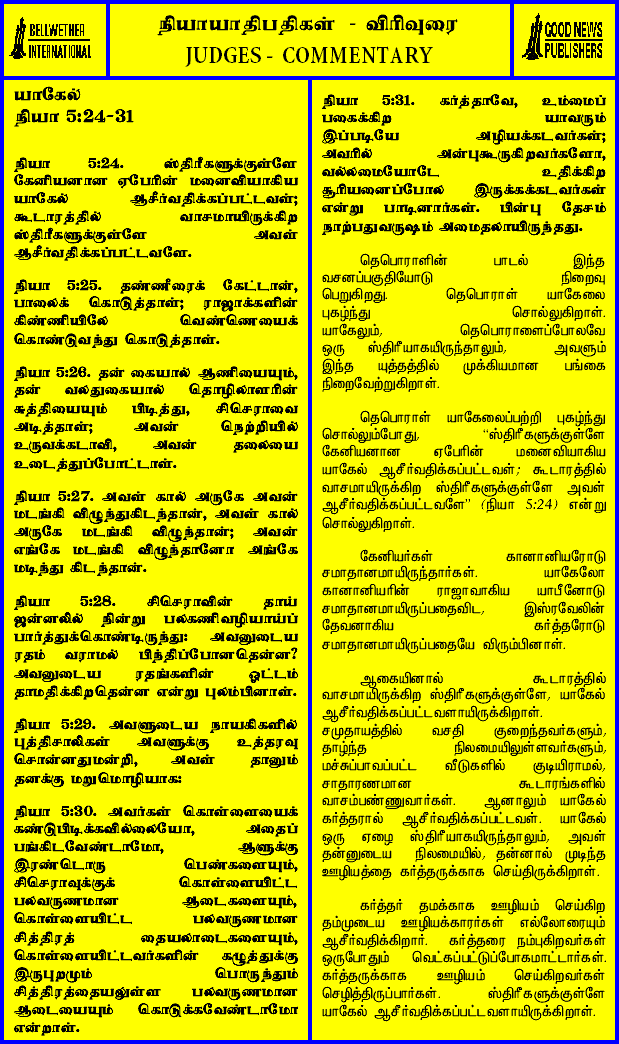 BELLWETHER
INTERNATIONAL
நியாயாதிபதிகள் - விரிவுரை
JUDGES - COMMENTARY
GOOD NEWS
PUBLISHERS
யாகேல்
நியா 5:24-31
நியா 5:24. ஸ்திரீகளுக்குள்ளே
கேனியனான ஏபேரின் மனைவியாகிய
யாகேல் ஆசீர்வதிக்கப்பட்டவள்;
கூடாரத்தில் வாசமாயிருக்கிற
ஸ்திரீகளுக்குள்ளே அவள்
ஆசீர்வதிக்கப்பட்டவளே.
நியா 5:25. தண்ணீரைக் கேட்டான்,
பாலைக் கொடுத்தாள்; ராஜாக்களின்
கிண்ணியிலே வெண்ணெயைக்
கொண்டுவந்து கொடுத்தாள்.
நியா 5:26. தன் கையால் ஆணியையும்,
தன் வலதுகையால் தொழிலாளரின்
சுத்தியையும் பிடித்து, சிசெராவை
அடித்தாள்; அவன் நெற்றியில்
உருவக்கடாவி, அவன் தலையை
உடைத்துப்போட்டாள்.
நியா 5:27. அவள் கால் அருகே அவன்
மடங்கி விழுந்துகிடந்தான், அவள் கால்
அருகே மடங்கி விழுந்தான்; அவன்
எங்கே மடங்கி விழுந்தானோ அங்கே
மடிந்து கிடந்தான்.
நியா 5:28. சிசெராவின் தாய்
ஜன்னலில் நின்று பலகணிவழியாய்ப்
பார்த்துக்கொண்டிருந்து: அவனுடைய
ரதம் வராமல் பிந்திப்போனதென்ன?
அவனுடைய ரதங்களின் ஓட்டம்
தாமதிக்கிறதென்ன என்று புலம்பினாள்.
நியா 5:29. அவளுடைய நாயகிகளில்
புத்திசாலிகள் அவளுக்கு உத்தரவு
சொன்னதுமன்றி, அவள் தானும்
தனக்கு மறுமொழியாக:
நியா 5:30. அவர்கள் கொள்ளையைக்
கண்டுபிடிக்கவில்லையோ, அதைப்
பங்கிடவேண்டாமோ, ஆளுக்கு
இரண்டொரு பெண்களையும்,
சிசெராவுக்குக் கொள்ளையிட்ட
பலவருணமான ஆடைகளையும்,
கொள்ளையிட்ட பலவருணமான
சித்திரத் தையலாடைகளையும்,
கொள்ளையிட்டவர்களின் கழுத்துக்கு
இருபுறமும் பொருந்தும்
சித்திரத்தையலுள்ள பலவருணமான
ஆடையையும் கொடுக்கவேண்டாமோ
என்றாள்.
நியா 5:31. கர்த்தாவே, உம்மைப்
பகைக்கிற யாவரும்
இப்படியே அழியக்கடவர்கள்;
அவரில் அன்புகூருகிறவர்களோ,
வல்லமையோடே உதிக்கிற
சூரியனைப்போல இருக்கக்கடவர்கள்
என்று பாடினார்கள். பின்பு தேசம்
நாற்பதுவருஷம் அமைதலாயிருந்தது.
தெபொராளின் பாடல் இந்த
வசனப்பகுதியோடு நிறைவு
பெறுகிறது. தெபொராள் யாகேலை
புகழ்ந்து சொல்லுகிறாள்.
யாகேலும், தெபொராளைப்போலவே
ஒரு ஸ்திரீயாகயிருந்தாலும், அவளும்
இந்த யுத்தத்தில் முக்கியமான பங்கை
நிறைவேற்றுகிறாள்.
தெபொராள் யாகேலைப்பற்றி புகழ்ந்து
சொல்லும்போது, "ஸ்திரீகளுக்குள்ளே
கேனியனான ஏபேரின் மனைவியாகிய
யாகேல் ஆசீர்வதிக்கப்பட்டவள்; கூடாரத்தில்
வாசமாயிருக்கிற ஸ்திரீகளுக்குள்ளே அவள்
ஆசீர்வதிக்கப்பட்டவளே" (நியா 5:24) என்று
சொல்லுகிறாள்.
கேனியர்கள் கானானியரோடு
சமாதானமாயிருந்தார்கள். யாகேலோ
கானானியரின் ராஜாவாகிய யாபீனோடு
சமாதானமாயிருப்பதைவிட, இஸ்ரவேலின்
தேவனாகிய கர்த்தரோடு
சமாதானமாயிருப்பதையே விரும்பினாள்.
ஆகையினால் கூடாரத்தில்
வாசமாயிருக்கிற ஸ்திரீகளுக்குள்ளே, யாகேல்
ஆசீர்வதிக்கப்பட்டவளாயிருக்கிறாள்.
சமுதாயத்தில் வசதி குறைந்தவர்களும்,
தாழ்ந்த நிலமையிலுள்ளவர்களும்,
மச்சுப்பாவப்பட்ட வீடுகளில் குடியிராமல்,
சாதாரணமான கூடாரங்களில்
வாசம்பண்ணுவார்கள். ஆனாலும் யாகேல்
கர்த்தரால் ஆசீர்வதிக்கப்பட்டவள். யாகேல்
ஒரு ஏழை ஸ்திரீயாகயிருந்தாலும், அவள்
தன்னுடைய நிலமையில், தன்னால் முடிந்த
ஊழியத்தை கர்த்தருக்காக செய்திருக்கிறாள்.
கர்த்தர் தமக்காக ஊழியம் செய்கிற
தம்முடைய ஊழியக்காரர்கள் எல்லோரையும்
ஆசீர்வதிக்கிறார். கர்த்தரை நம்புகிறவர்கள்
ஒருபோதும் வெட்கப்பட்டுப்போகமாட்டார்கள்.
கர்த்தருக்காக ஊழியம் செய்கிறவர்கள்
செழித்திருப்பார்கள். ஸ்திரீகளுக்குள்ளே
யாகேல் ஆசீர்வதிக்கப்பட்டவளாயிருக்கிறாள்.